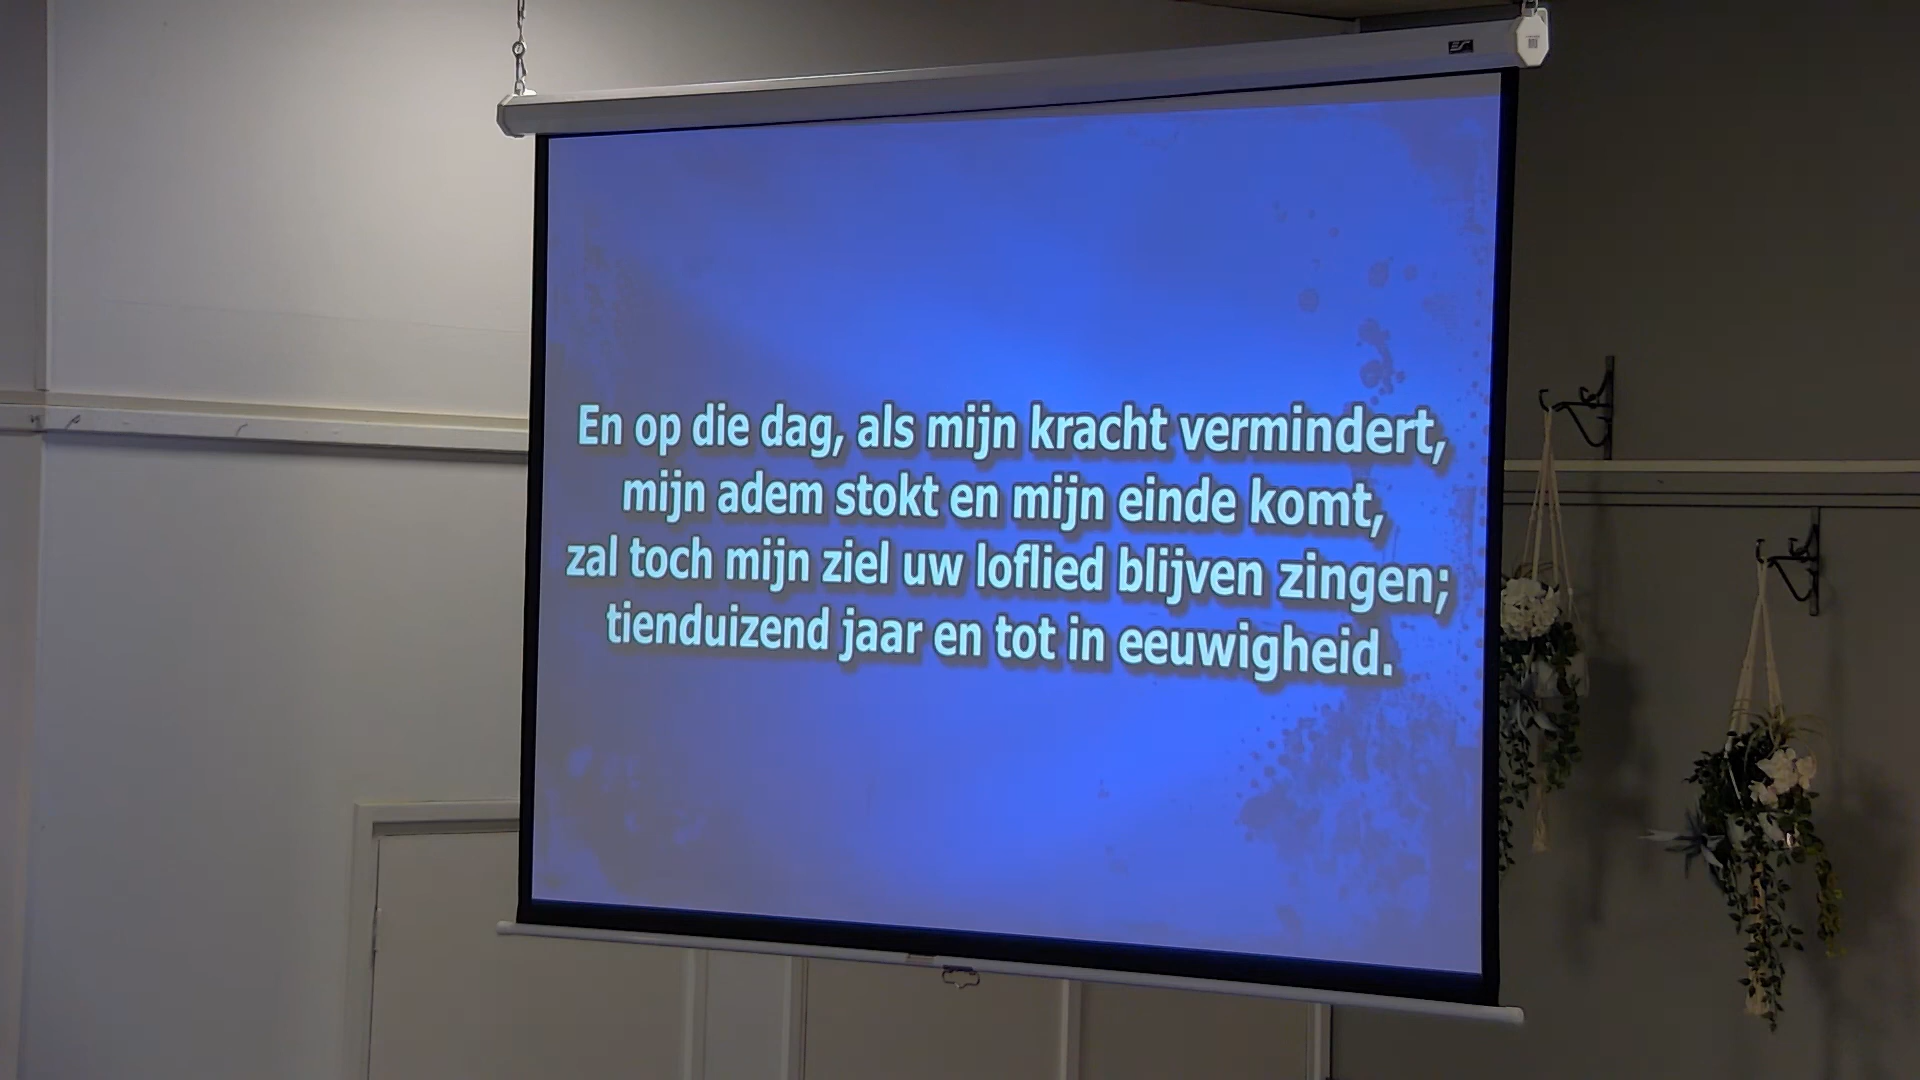 En op die dag, als mijn kracht vermindert,
mijn adem stokt en mijn einde komt,
zal toch mijn ziel uw loflied blijven zingen;
tienduizend jaar en tot in eeuwigheid.